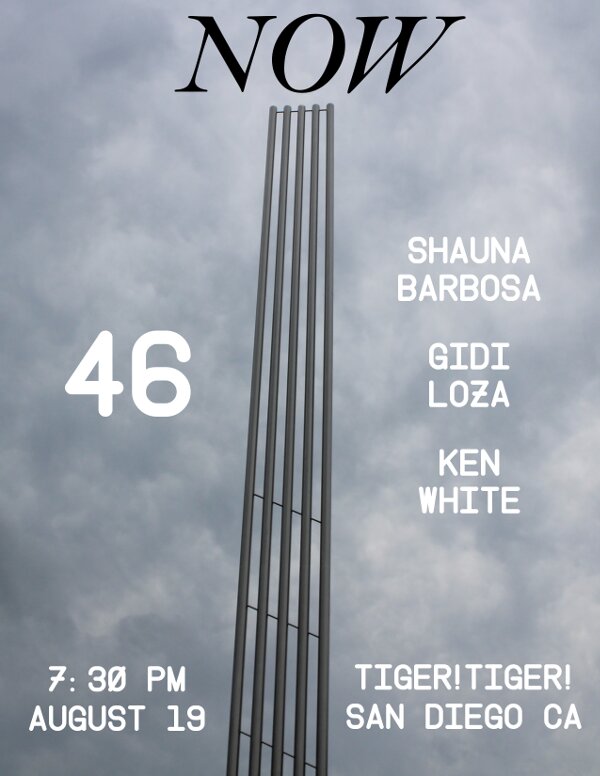 NOW
46
SHAUNA
BARBOSA
GIDI
LOZA
KEN
WHITE
7:30 PM
AUGUST 19
TIGER!TIGER!
SAN DIEGO CA